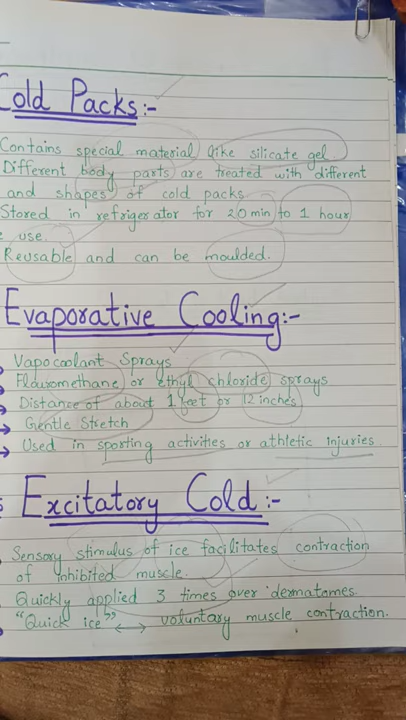 Cold Packs:-
Contains special material like silicate gel.
Different body parts are treated with different
and shapes of cold packs
Stored in refrigerator for 20min to 1 hour
use.
Reusable and can be moulded.
Evaporative Cooling:-
Vapocoolant Sprays
Flauromethane or ethyl chloride sprays
Distance of about 1 feet or 12 inches
→ Gentle Stretch
→ Used in sporting activities or athletic injuries
Excitatory Cold:-
Sensory stimulus of ice facilitates contraction
of inhibited muscle.
Quickly applied 3 times over dermatomes.
"Quick ice" ↔ voluntary muscle contraction.